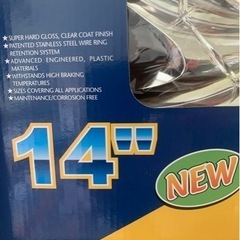 ★SUPER HARD GLOSS, CLEAR COAT FINISH
★PATENTED STAINLESS STEEL WIRE RING
RETENTION SYSTEM
★ADVANCED ENGINEERED, PLASTIC
MATERIALS
★WITHSTANDS HIGH BRAKING
TEMPERATURES
★SIZES COVERING ALL APPLICATIONS
★MAINTENANCE/CORROSION FREE
14"
NEW